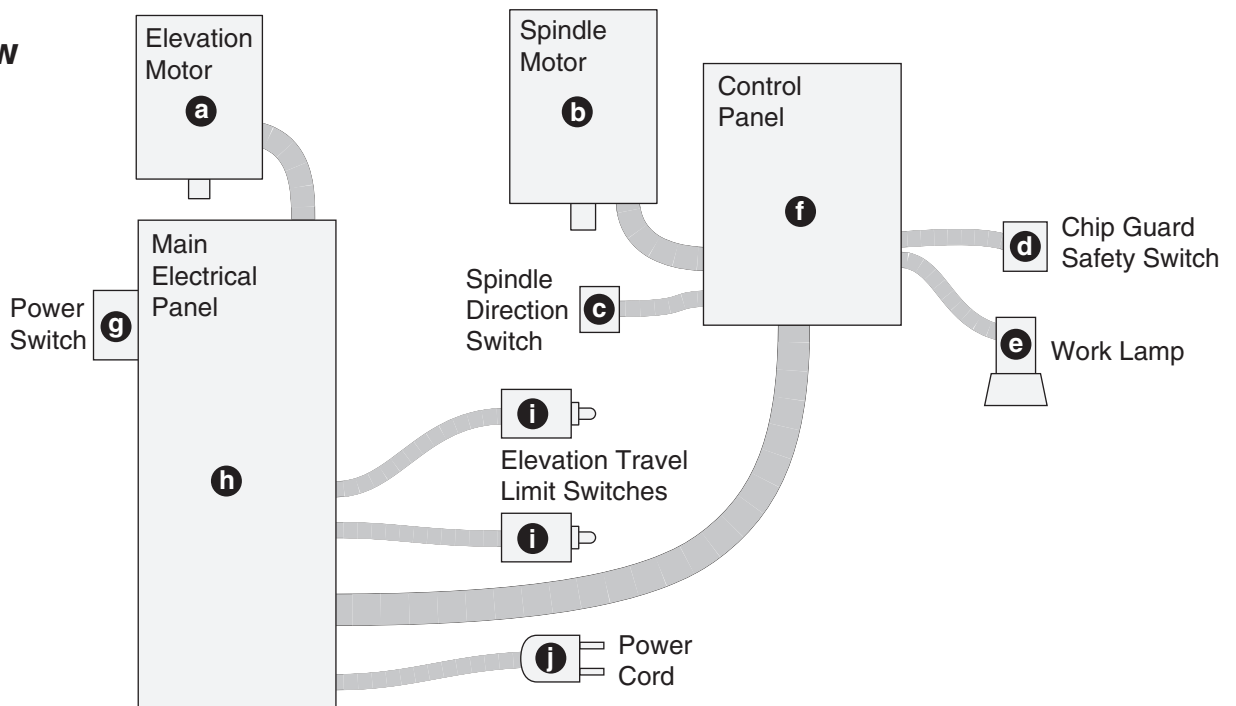 w
Elevation
Motor
a
Spindle
Motor
b
Control
Panel
f
Chip Guard
Safety Switch
d
Main
Electrical
Panel
Power
Switch
g
Spindle
Direction
Switch
c
e
Work Lamp
i
Elevation Travel
Limit Switches
h
i
j
Power
Cord